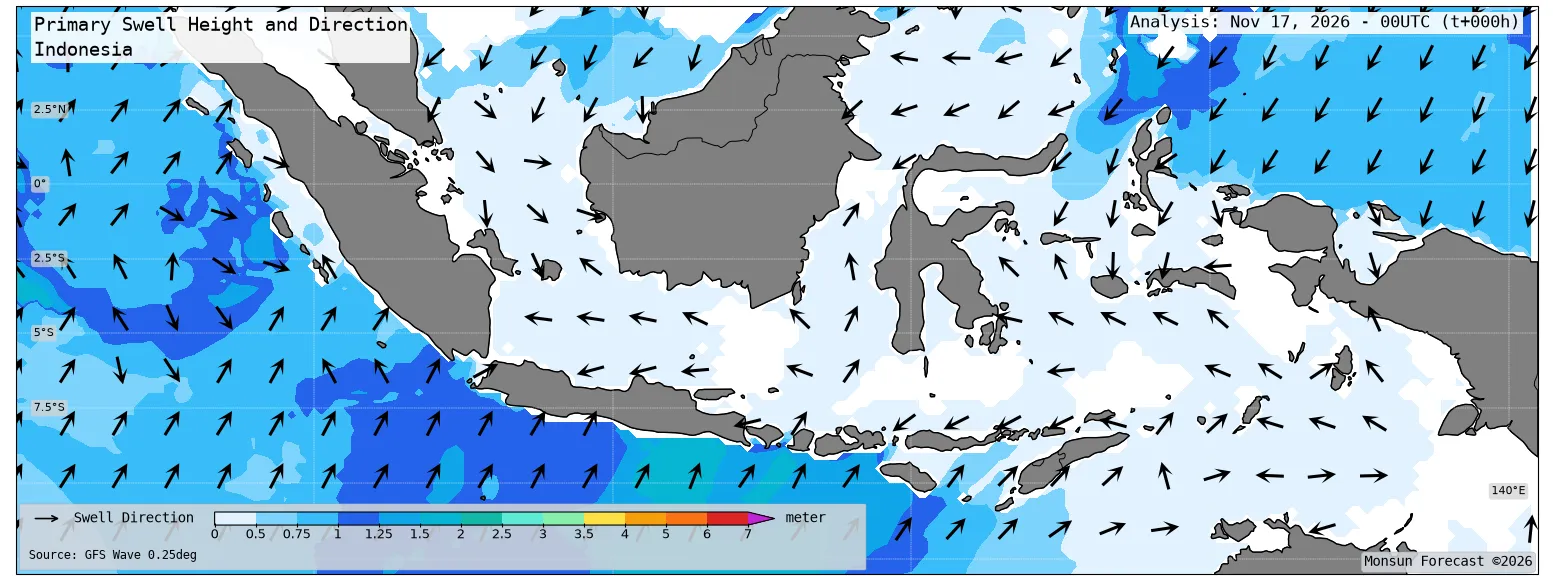 Primary Swell Height and Direction
Indonesia
Analysis: Nov 17, 2026 - 00UTC (t+000h)
2.5°N
0°
2.5°S
5°S
7.5°S
140°E
Swell Direction
meter
0 0.5 0.75 1 1.25 1.5 2 2.5 3 3.5 4 5 6 7
Source: GFS Wave 0.25deg
Monsun Forecast ©2026